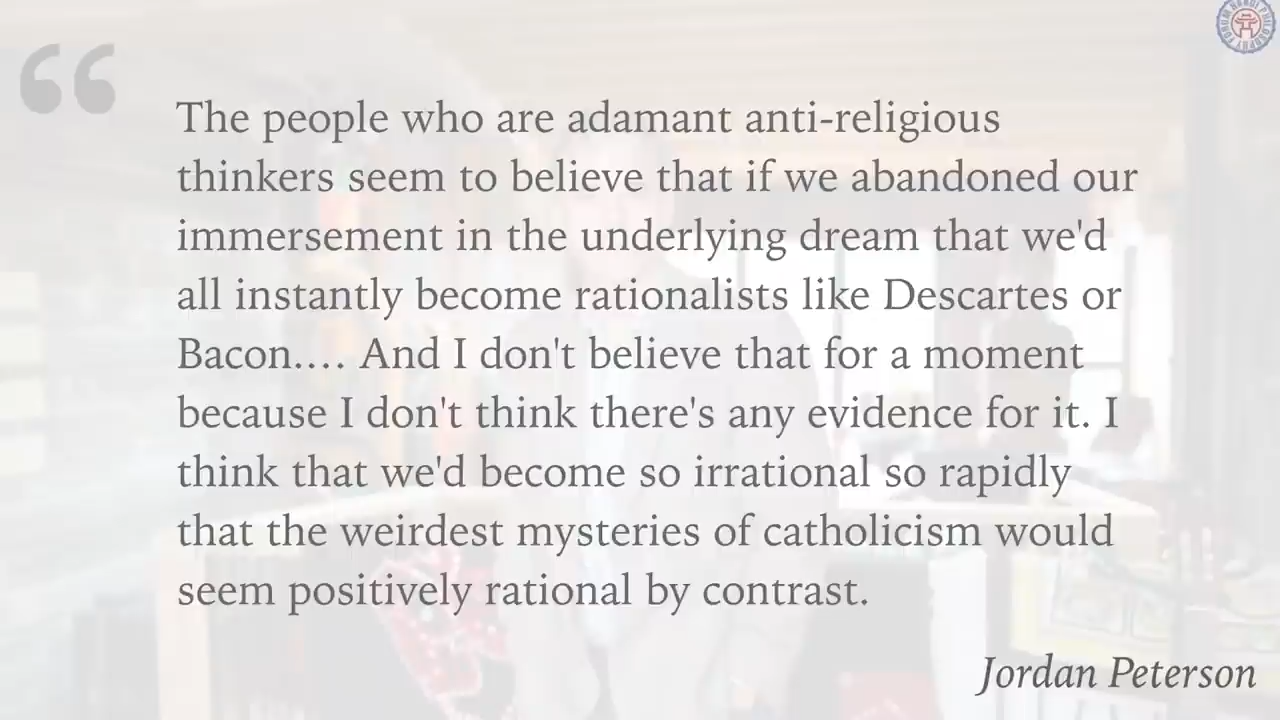 “
The people who are adamant anti-religious
thinkers seem to believe that if we abandoned our
immersement in the underlying dream that we'd
all instantly become rationalists like Descartes or
Bacon.... And I don't believe that for a moment
because I don't think there's any evidence for it. I
think that we'd become so irrational so rapidly
that the weirdest mysteries of catholicism would
seem positively rational by contrast.
Jordan Peterson